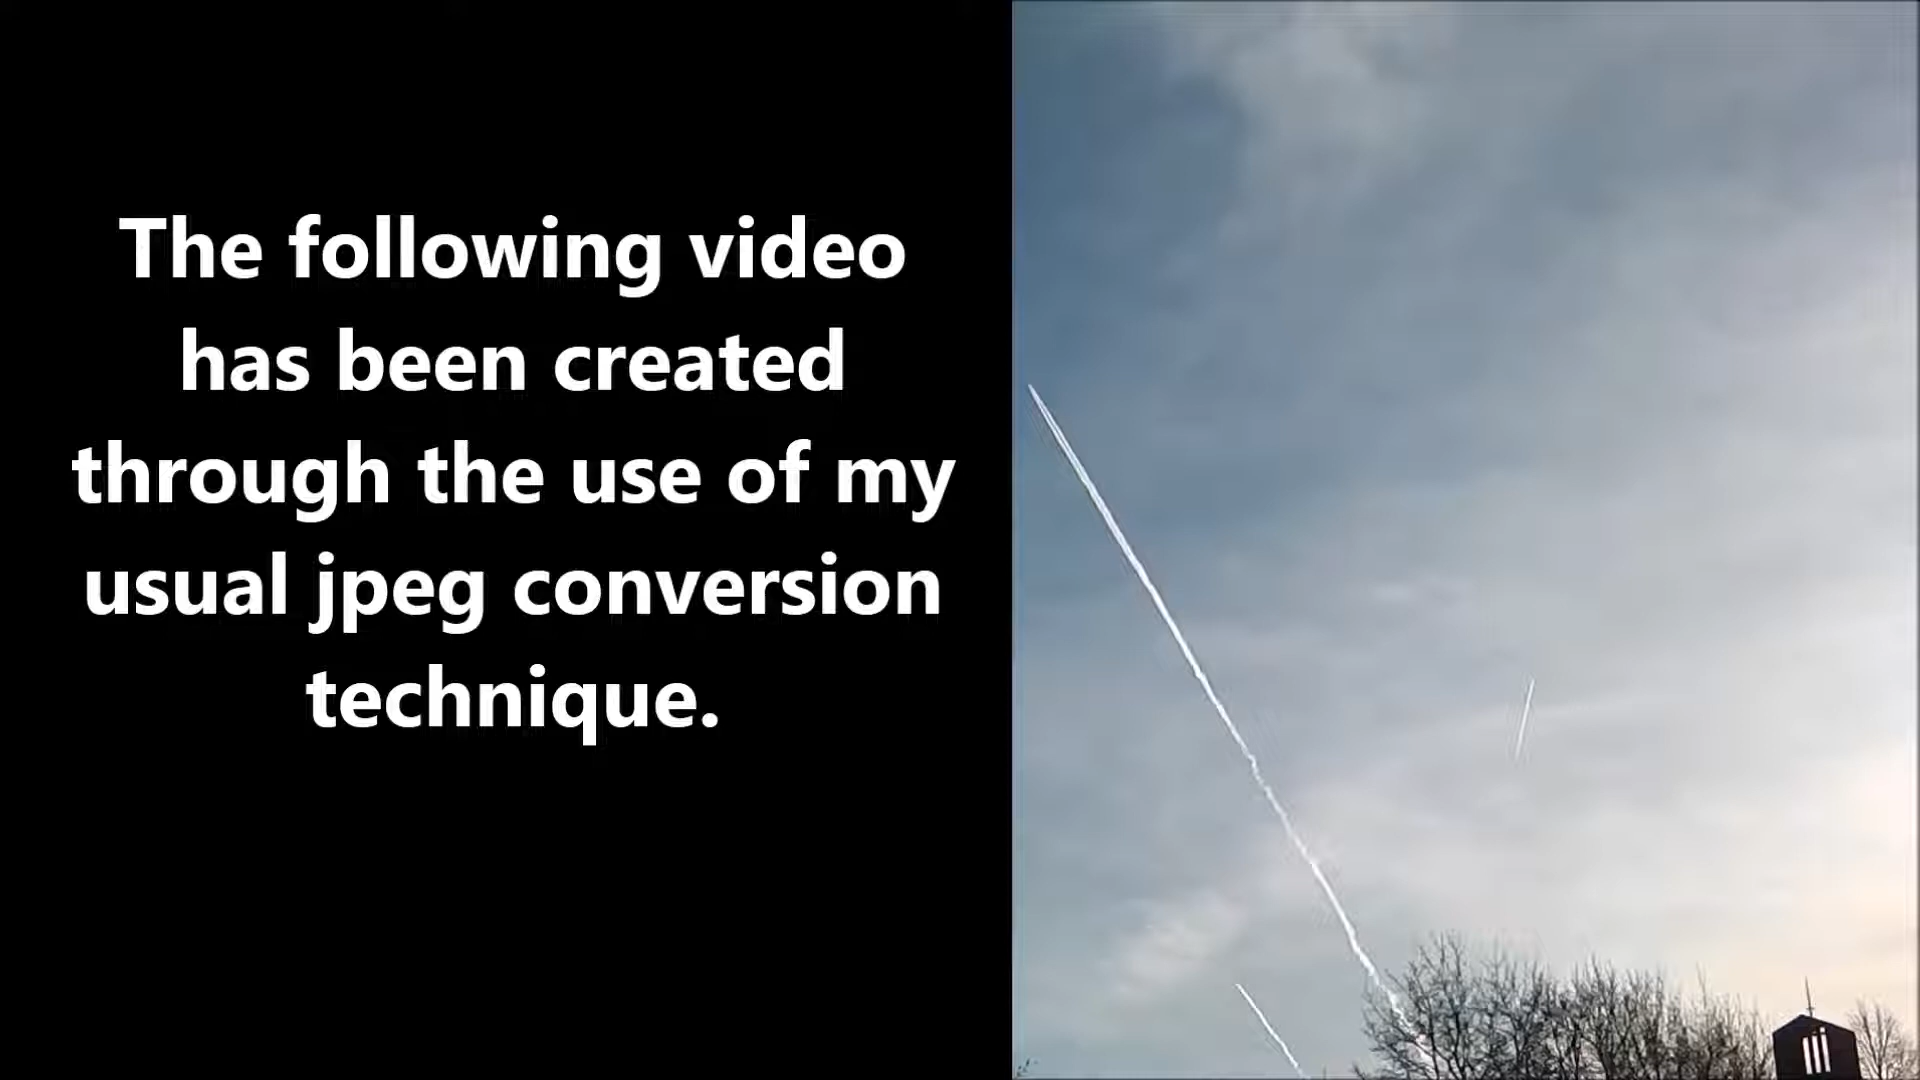 The following video
has been created
through the use of my
usual jpeg conversion
technique.